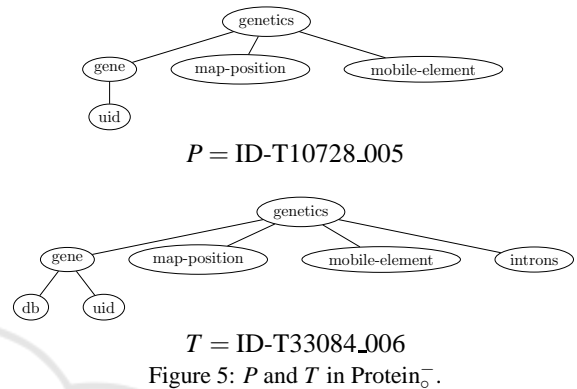 genetics
gene map-position mobile-element
uid
P = ID-T10728_005
genetics
gene map-position mobile-element introns
db uid
T = ID-T33084_006
Figure 5: P and T in Protein₀⁻.